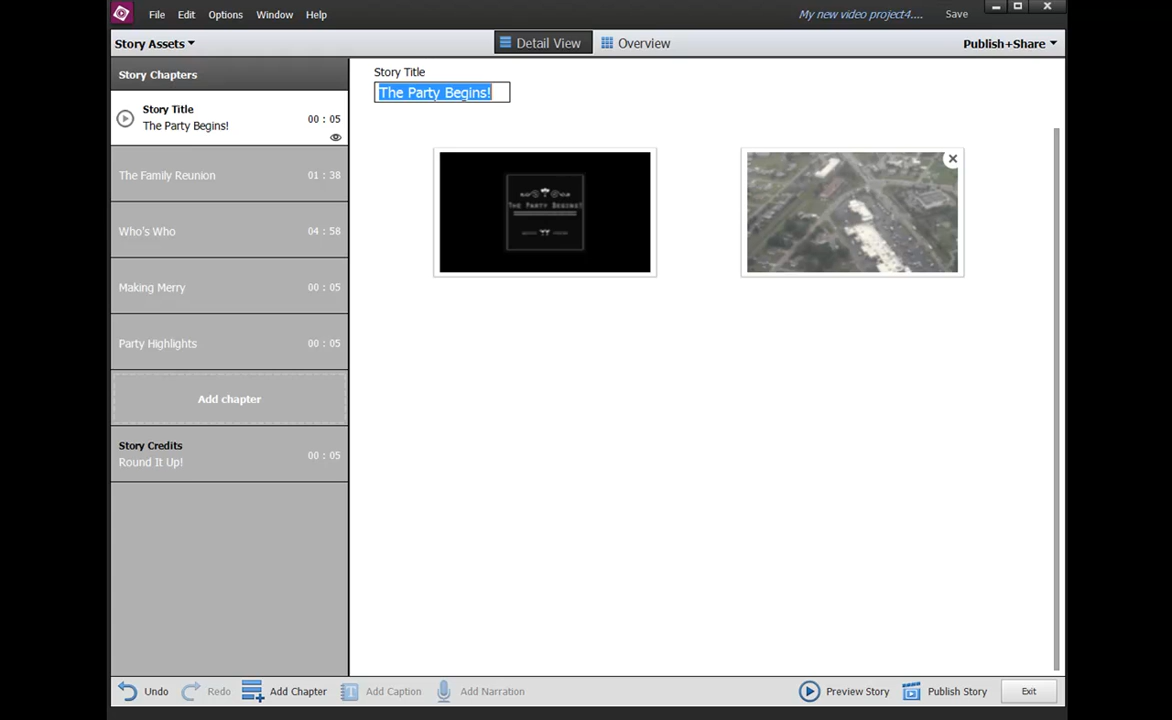 File Edit Options Window Help My new video project4.... Save
Story Assets Detail View Overview Publish+Share
Story Chapters
Story Title
The Party Begins!
00 : 05
The Family Reunion 01 : 38
Who's Who 04 : 58
Making Merry 00 : 05
Party Highlights 00 : 05
Add chapter
Story Credits
Round It Up!
00 : 05
Story Title
The Party Begins!
The Party Begins!
Undo Redo Add Chapter Add Caption Add Narration Preview Story Publish Story Exit